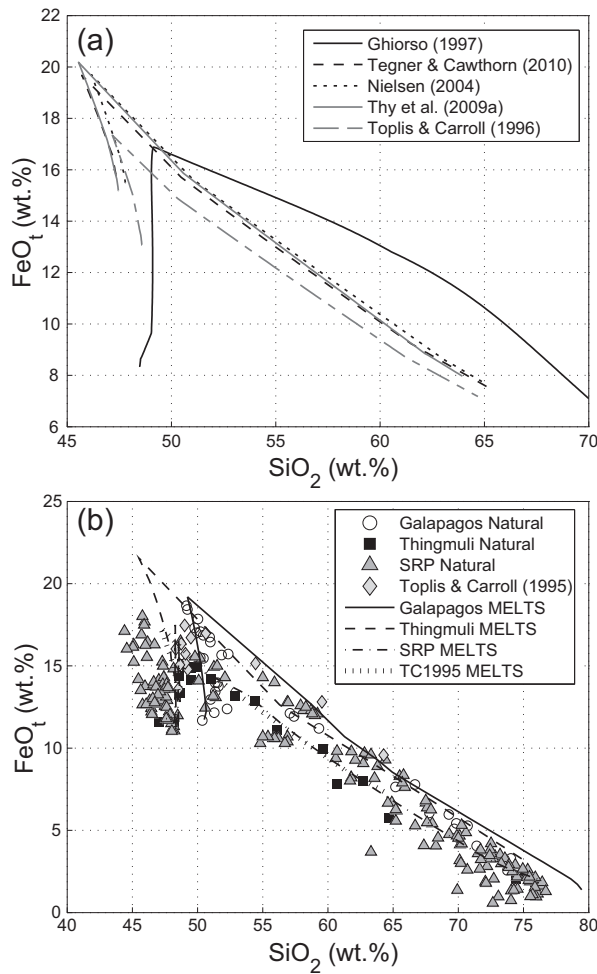 (a)
Ghiorso (1997)
Tegner & Cawthorn (2010)
Nielsen (2004)
Thy et al. (2009a)
Toplis & Carroll (1996)
22
20
18
16
14
12
10
8
6
FeOt (wt.%)
45 50 55 60 65 70
SiO2 (wt.%)
(b)
Galapagos Natural
Thingmuli Natural
SRP Natural
Toplis & Carroll (1995)
Galapagos MELTS
Thingmuli MELTS
SRP MELTS
TC1995 MELTS
25
20
15
10
5
0
FeOt (wt.%)
40 45 50 55 60 65 70 75 80
SiO2 (wt.%)